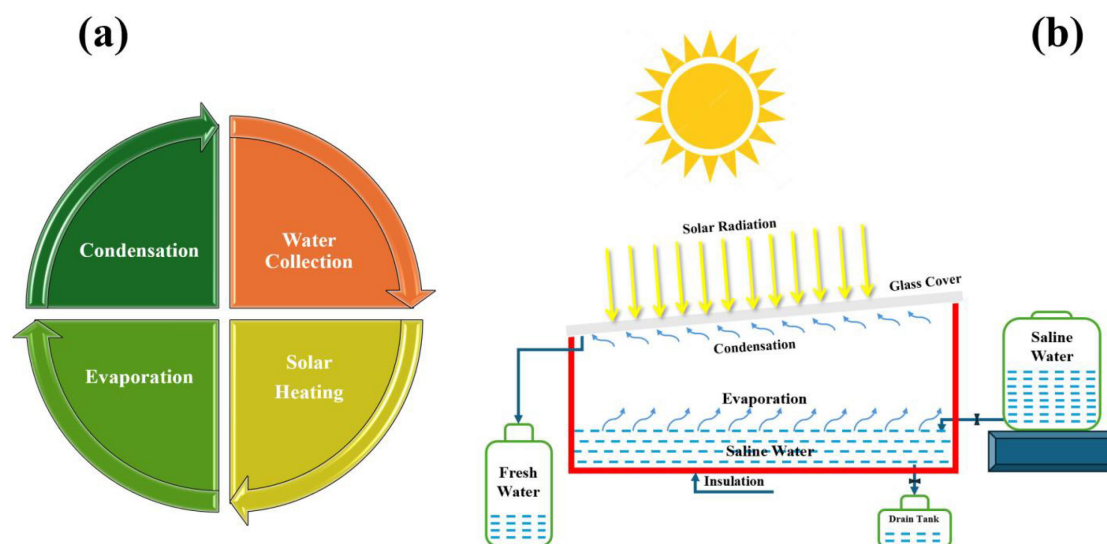 (a)
Condensation
Water
Collection
Evaporation
Solar
Heating
(b)
Solar Radiation
Glass Cover
Condensation
Evaporation
Saline Water
Insulation
Fresh
Water
Drain Tank
Saline
Water